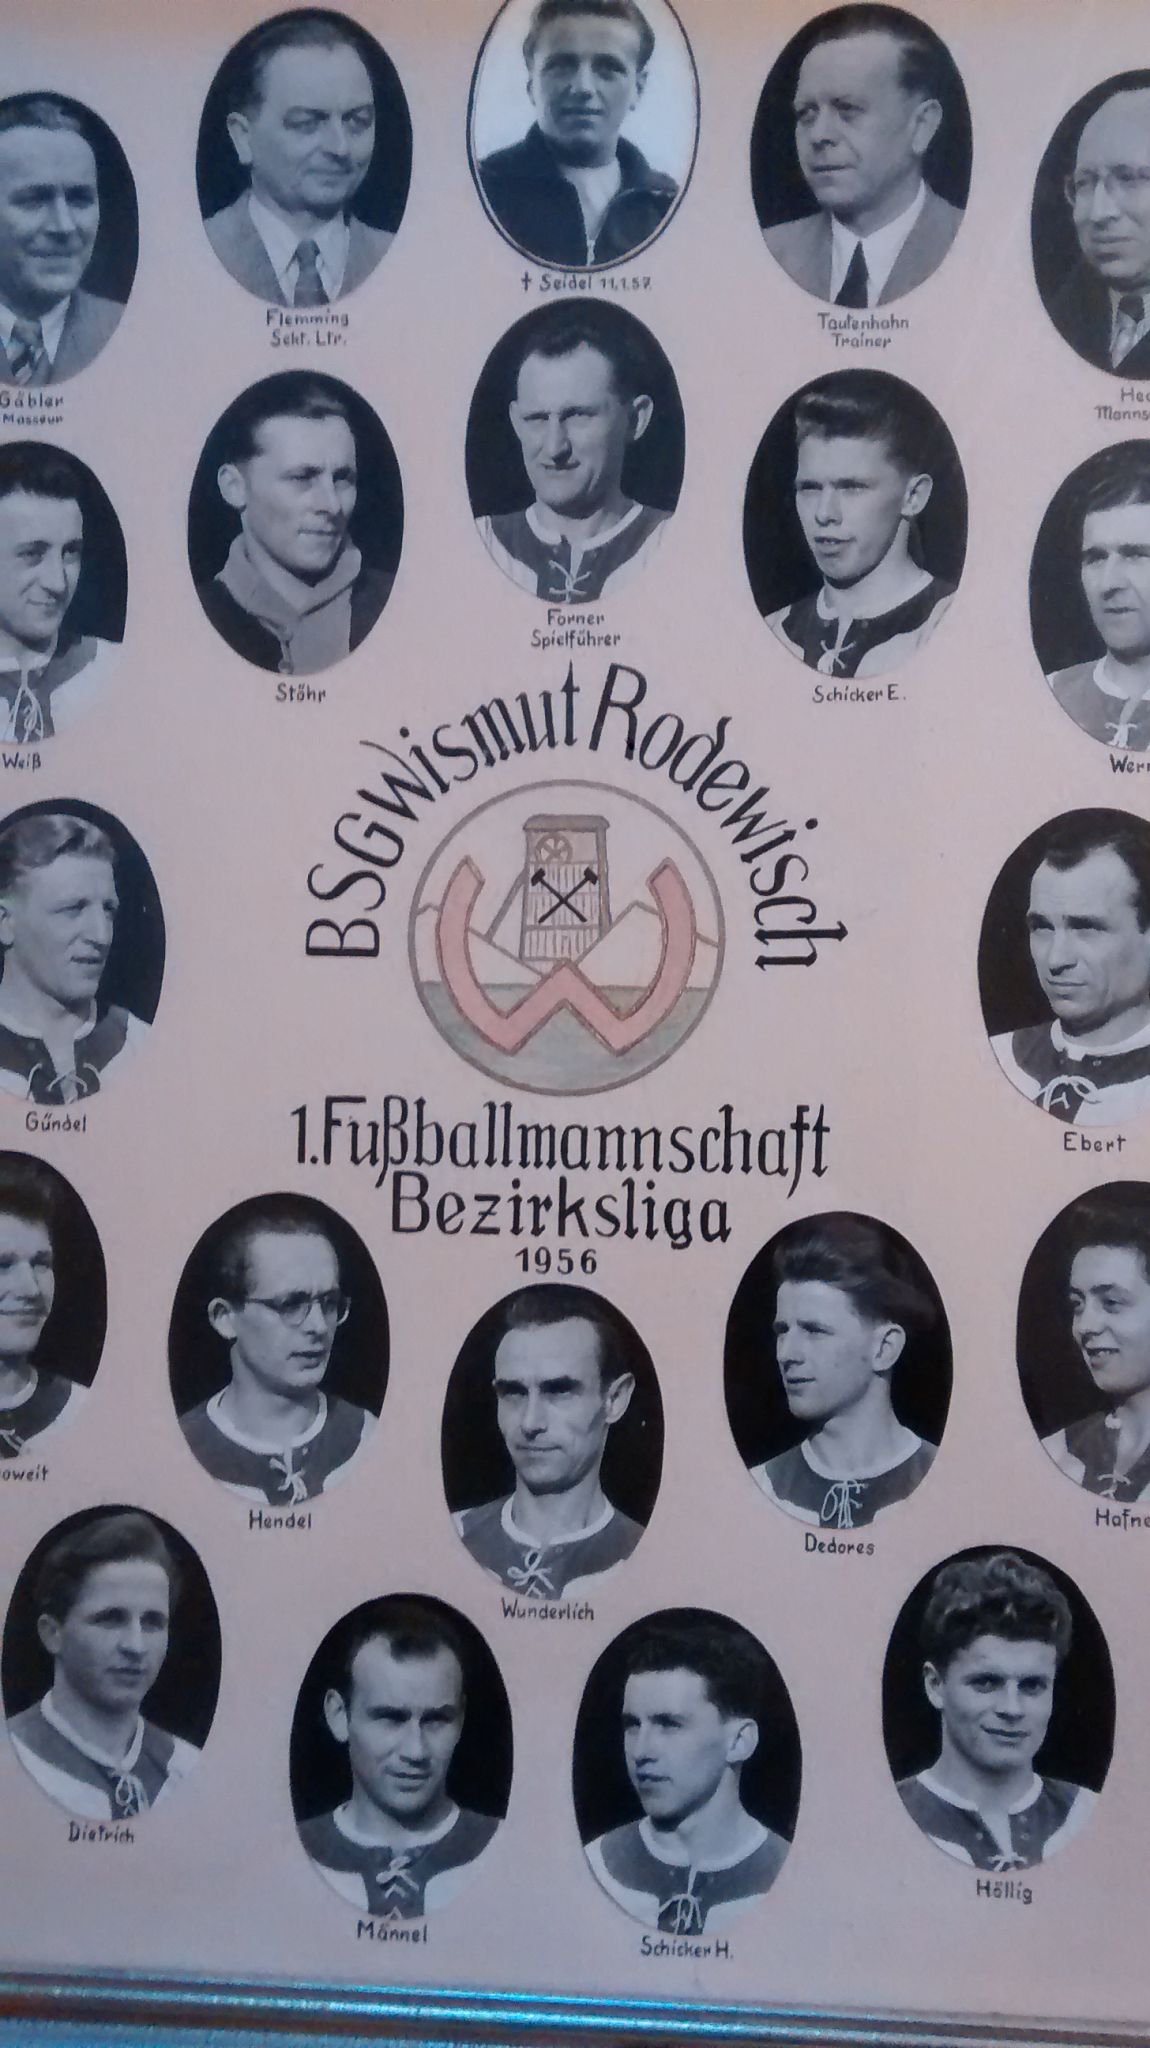 † Seidel 11.1.57.
Flemming
Sekt. Ltr.
Tautenhahn
Trainer
Gäbler
Masseur
Forner
Spielführer
Stöhr
Schicker E.
Weiß
BSG Wismut Rodewisch
Gündel
Ebert
1. Fußballmannschaft
Bezirksliga
1956
Hendel
Dedores
Wunderlich
Dietrich
Männel
Schicker H.
Höllig